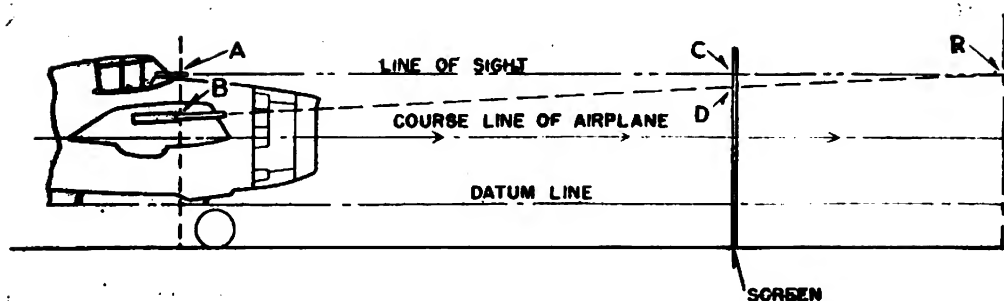 A
LINE OF SIGHT
C
R
B
D
COURSE LINE OF AIRPLANE
DATUM LINE
SCREEN